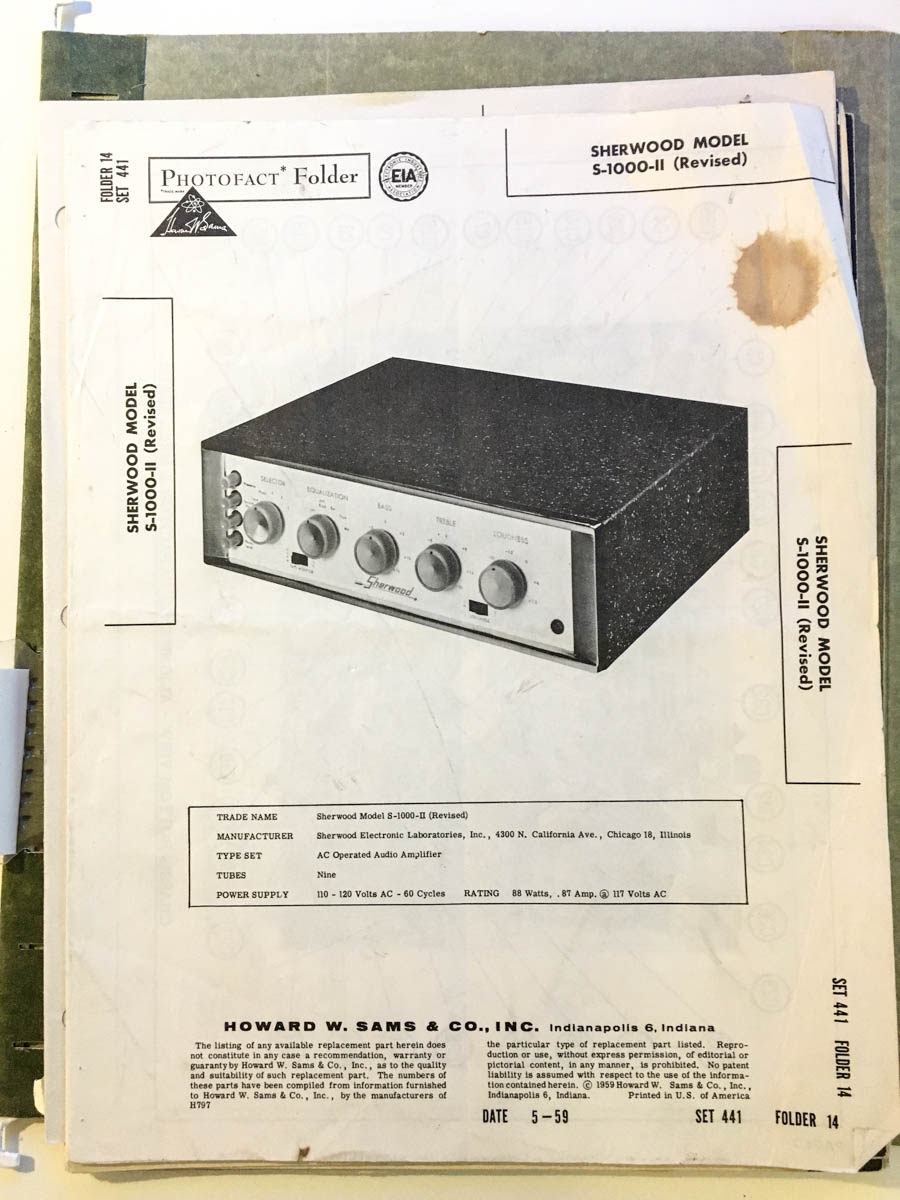 FOLDER 14
SET 441
PHOTOFACT* Folder
*TRADE MARK
Howard W. Sams
ELECTRONIC INDUSTRIES
EIA
MEMBER
ASSOCIATION
SHERWOOD MODEL
S-1000-II (Revised)
SHERWOOD MODEL
S-1000-II (Revised)
SELECTOR
EQUALIZATION
BASS
TREBLE
LOUDNESS
Sherwood
SHERWOOD MODEL
S-1000-II (Revised)
TRADE NAME Sherwood Model S-1000-II (Revised)
MANUFACTURER Sherwood Electronic Laboratories, Inc., 4300 N. California Ave., Chicago 18, Illinois
TYPE SET AC Operated Audio Amplifier
TUBES Nine
POWER SUPPLY 110 - 120 Volts AC - 60 Cycles RATING 88 Watts, .87 Amp. @ 117 Volts AC
HOWARD W. SAMS & CO., INC. Indianapolis 6, Indiana
The listing of any available replacement part herein does
not constitute in any case a recommendation, warranty or
guaranty by Howard W. Sams & Co., Inc., as to the quality
and suitability of such replacement part. The numbers of
these parts have been compiled from information furnished
to Howard W. Sams & Co., Inc., by the manufacturers of
H797
the particular type of replacement part listed. Repro-
duction or use, without express permission, of editorial or
pictorial content, in any manner, is prohibited. No patent
liability is assumed with respect to the use of the informa-
tion contained herein. © 1959 Howard W. Sams & Co., Inc.,
Indianapolis 6, Indiana. Printed in U.S. of America
SET 441 FOLDER 14
DATE 5-59 SET 441 FOLDER 14